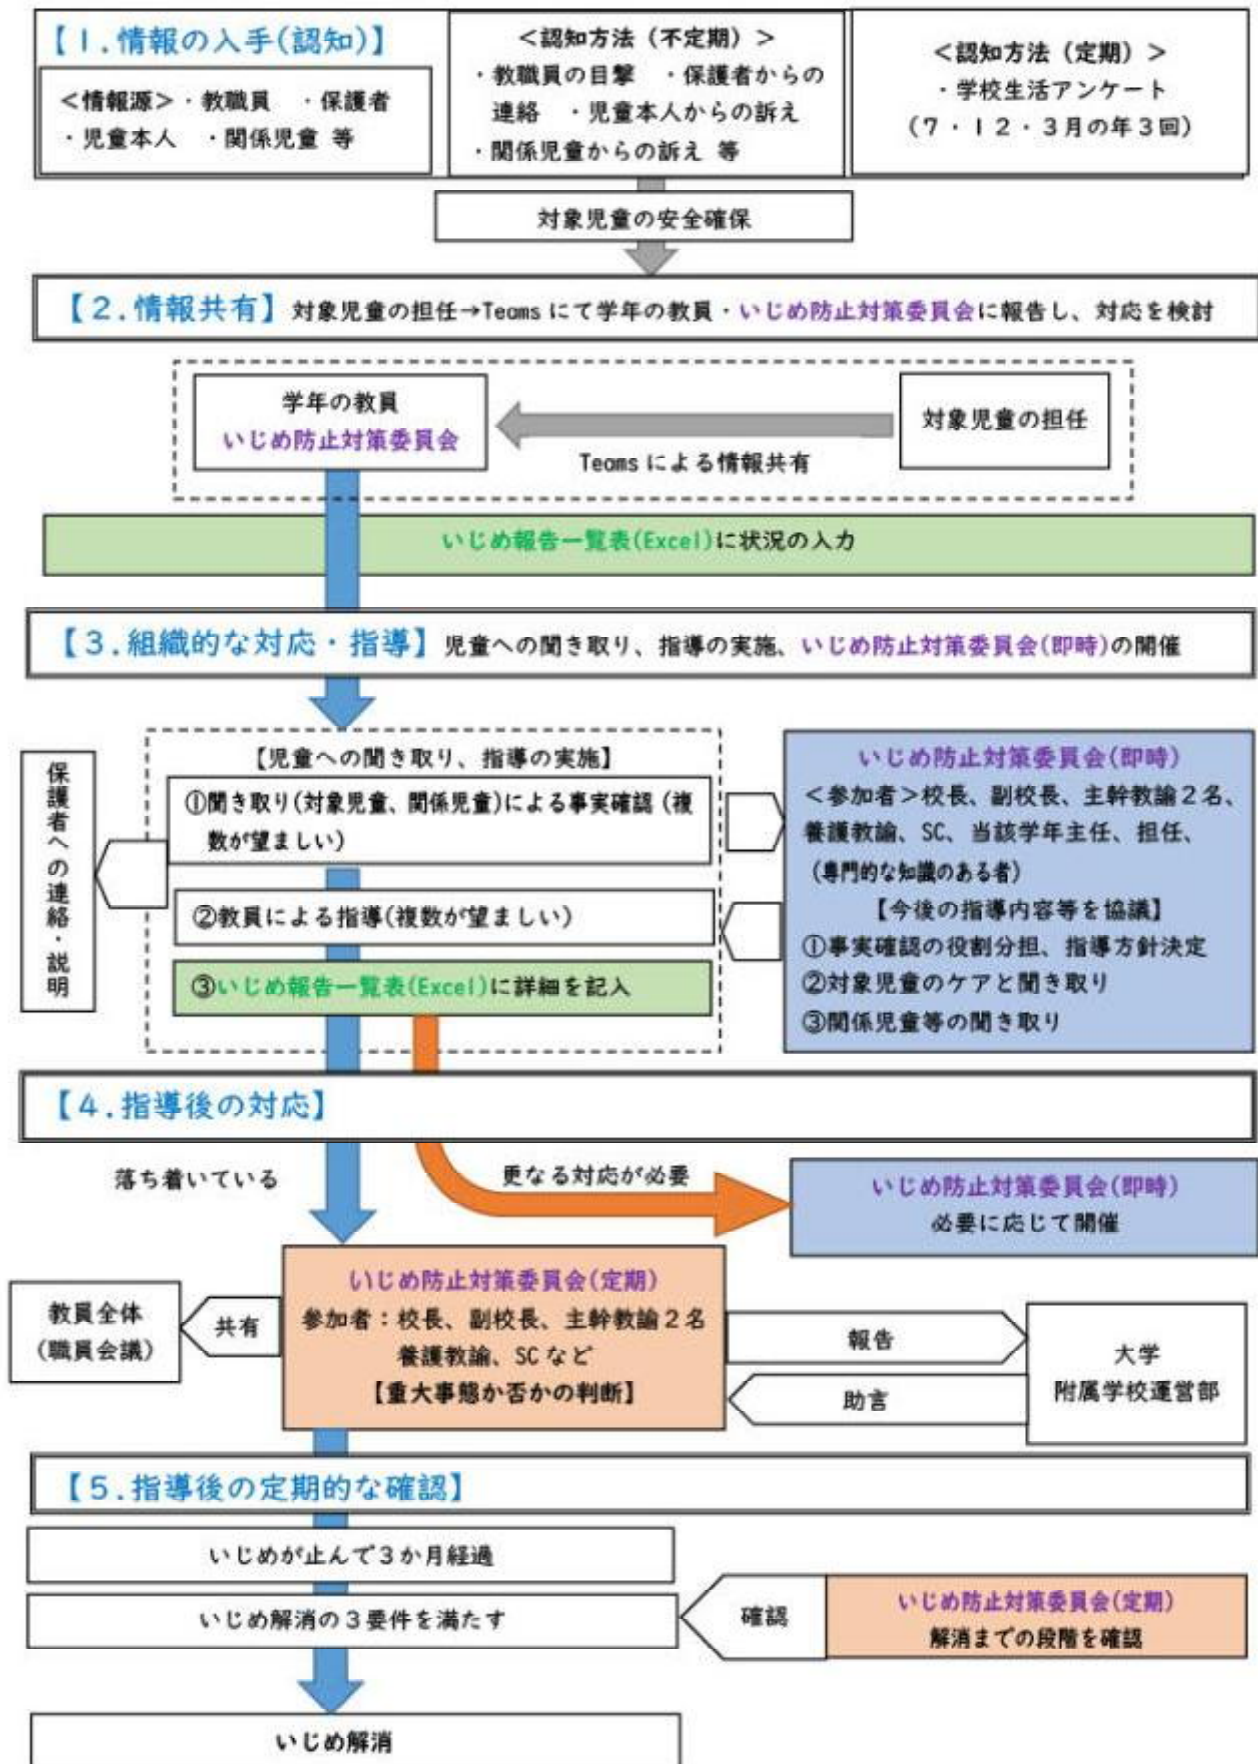 【1.情報の入手(認知)】
＜情報源＞・教職員　・保護者
・児童本人　・関係児童 等
＜認知方法（不定期）＞
・教職員の目撃　・保護者からの
連絡　・児童本人からの訴え
・関係児童からの訴え 等
＜認知方法（定期）＞
・学校生活アンケート
（7・12・3月の年3回）
対象児童の安全確保
【2.情報共有】対象児童の担任→Teamsにて学年の教員・いじめ防止対策委員会に報告し、対応を検討
学年の教員
いじめ防止対策委員会
対象児童の担任
Teamsによる情報共有
いじめ報告一覧表(Excel)に状況の入力
【3.組織的な対応・指導】児童への聞き取り、指導の実施、いじめ防止対策委員会(即時)の開催
保護者への連絡・説明
【児童への聞き取り、指導の実施】
①聞き取り(対象児童、関係児童)による事実確認（複
数が望ましい）
②教員による指導(複数が望ましい）
③いじめ報告一覧表(Excel)に詳細を記入
いじめ防止対策委員会(即時)
＜参加者＞校長、副校長、主幹教諭2名、
養護教諭、SC、当該学年主任、担任、
（専門的な知識のある者）
【今後の指導内容等を協議】
①事実確認の役割分担、指導方針決定
②対象児童のケアと聞き取り
③関係児童等の聞き取り
【4.指導後の対応】
落ち着いている
更なる対応が必要
いじめ防止対策委員会(即時)
必要に応じて開催
教員全体
(職員会議)
共有
いじめ防止対策委員会(定期)
参加者：校長、副校長、主幹教諭2名
養護教諭、SCなど
【重大事態か否かの判断】
報告
助言
大学
附属学校運営部
【5.指導後の定期的な確認】
いじめが止んで3か月経過
いじめ解消の3要件を満たす
確認
いじめ防止対策委員会(定期)
解消までの段階を確認
いじめ解消